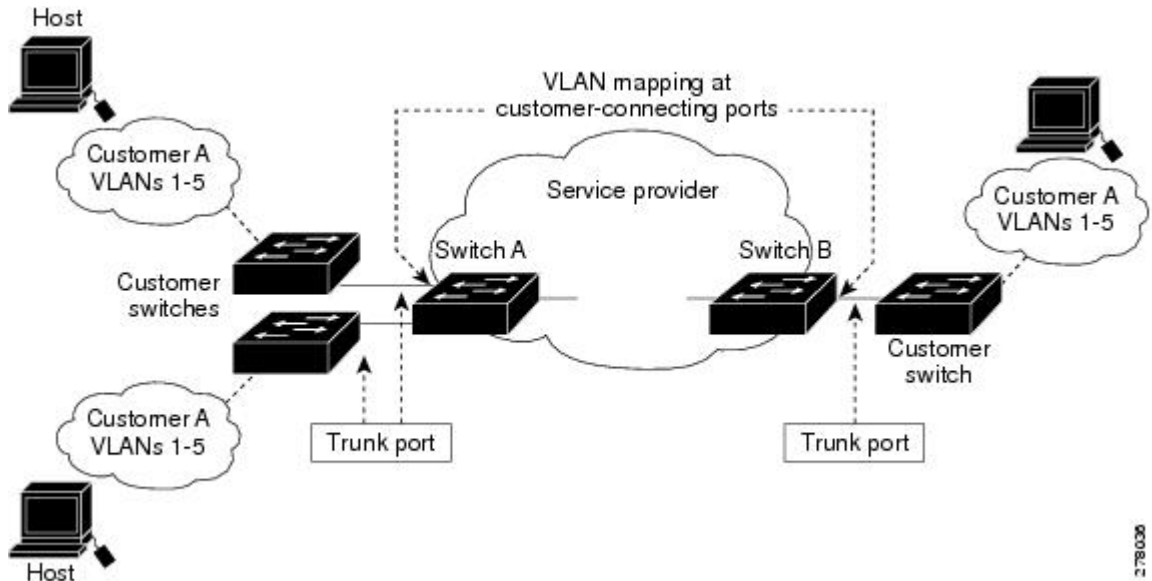 Host
VLAN mapping at
customer-connecting ports
Customer A
VLANs 1-5
Service provider
Customer A
VLANs 1-5
Switch A
Switch B
Customer
switches
Customer
switch
Customer A
VLANs 1-5
Trunk port
Trunk port
Host
278036